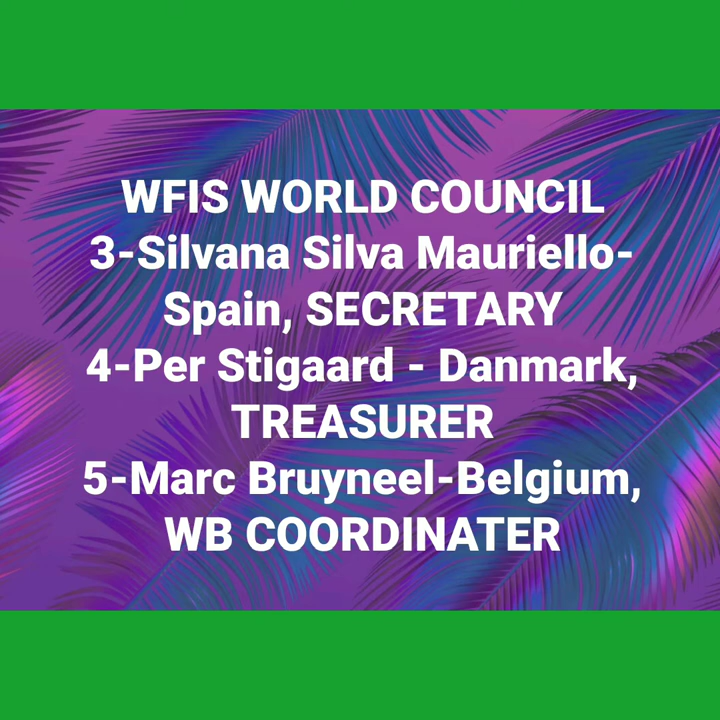 WFIS WORLD COUNCIL
3-Silvana Silva Mauriello-
Spain, SECRETARY
4-Per Stigaard - Danmark,
TREASURER
5-Marc Bruyneel-Belgium,
WB COORDINATER